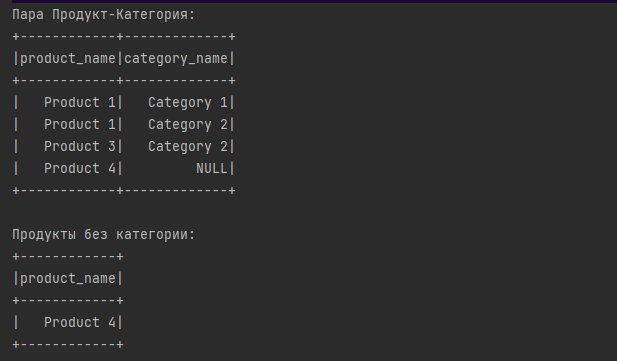 Пара Продукт-Категория:
+------------+-------------+
|product_name|category_name|
+------------+-------------+
|   Product 1|   Category 1|
|   Product 1|   Category 2|
|   Product 3|   Category 2|
|   Product 4|         NULL|
+------------+-------------+

Продукты без категории:
+------------+
|product_name|
+------------+
|   Product 4|
+------------+